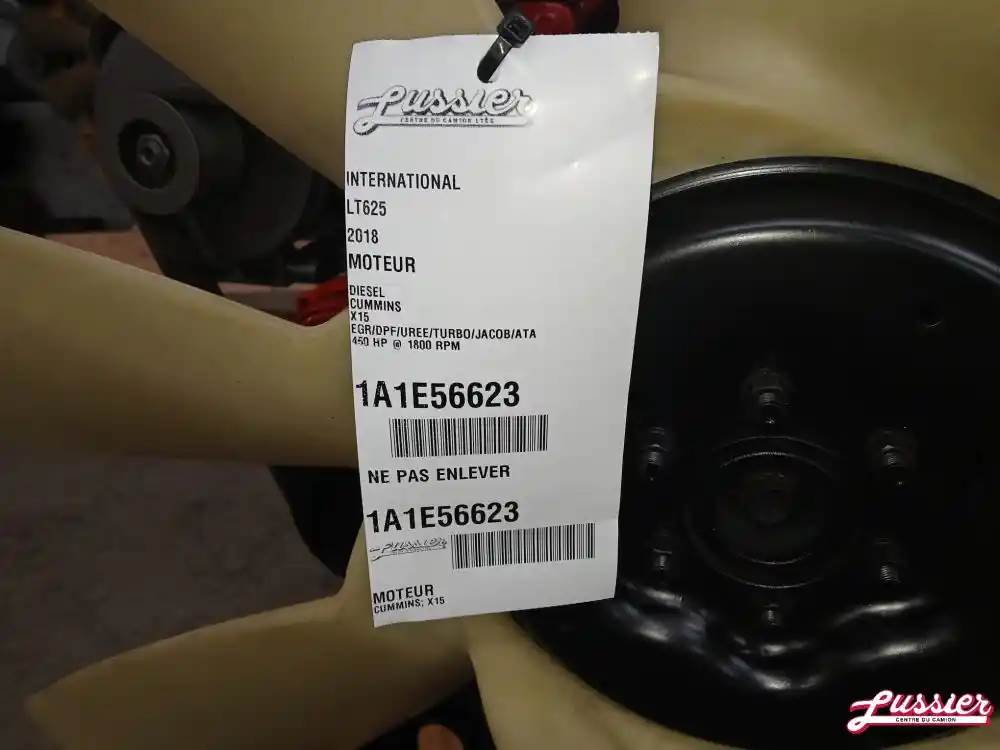 Lussier
CENTRE DU CAMION LTÉE
INTERNATIONAL
LT625
2018
MOTEUR
DIESEL
CUMMINS
X15
EGR/DPF/UREE/TURBO/JACOB/ATA
450 HP @ 1800 RPM
1A1E56623
NE PAS ENLEVER
1A1E56623
Lussier
MOTEUR
CUMMINS; X15
Lussier
CENTRE DU CAMION